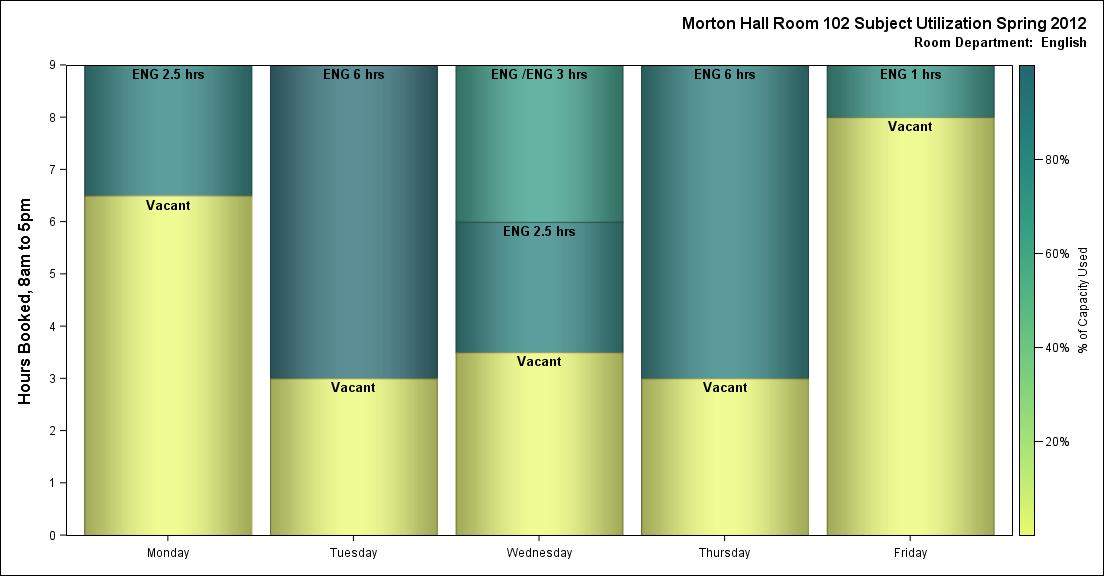 Morton Hall Room 102 Subject Utilization Spring 2012
Room Department:  English
Hours Booked, 8am to 5pm
9
8
7
6
5
4
3
2
1
0
ENG 2.5 hrs
Vacant
ENG 6 hrs
Vacant
ENG /ENG 3 hrs
ENG 2.5 hrs
Vacant
ENG 6 hrs
Vacant
ENG 1 hrs
Vacant
Monday
Tuesday
Wednesday
Thursday
Friday
80%
60%
40%
20%
% of Capacity Used